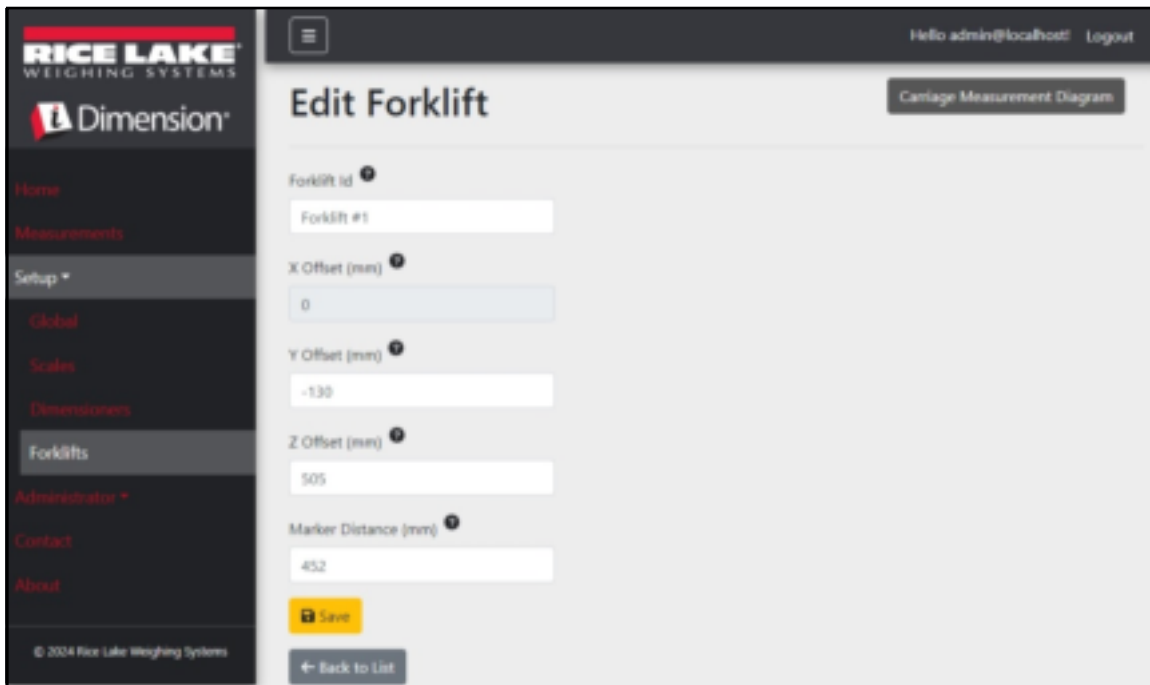 RICE LAKE
WEIGHING SYSTEMS
iDimension
Home
Measurements
Setup
Global
Scales
Dimensioners
Forklifts
Administrator
Contact
About
© 2024 Rice Lake Weighing Systems
Hello admin@localhost! Logout
Edit Forklift
Carriage Measurement Diagram
Forklift Id
Forklift #1
X Offset (mm)
0
Y Offset (mm)
-130
Z Offset (mm)
505
Marker Distance (mm)
452
Save
Back to List